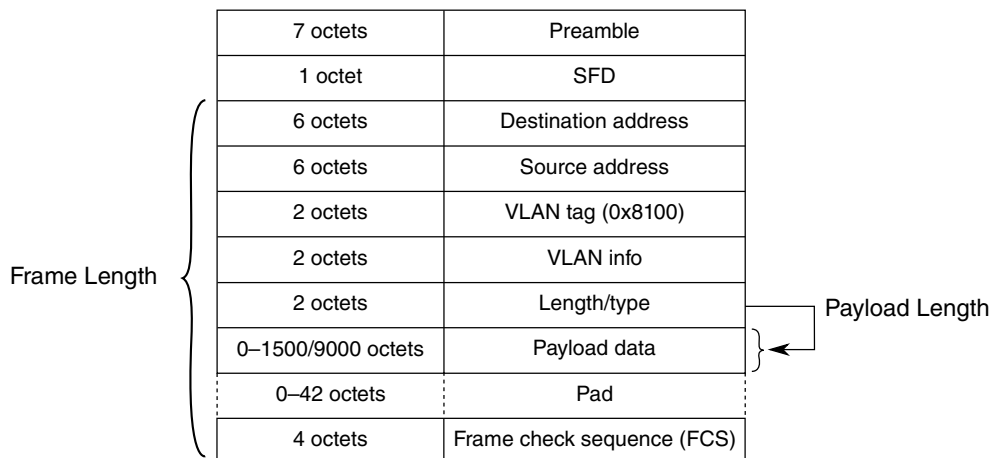 7 octets Preamble
1 octet SFD
6 octets Destination address
6 octets Source address
2 octets VLAN tag (0x8100)
2 octets VLAN info
Frame Length
2 octets Length/type
Payload Length
0–1500/9000 octets Payload data
0–42 octets Pad
4 octets Frame check sequence (FCS)